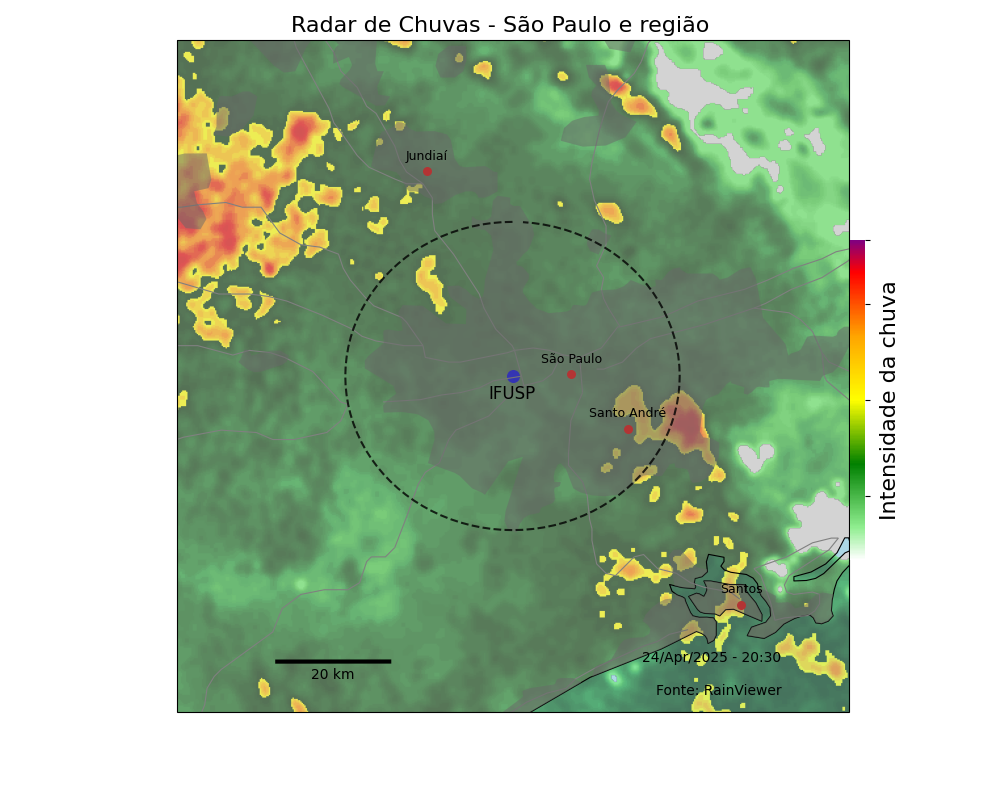 Radar de Chuvas - São Paulo e região
Jundiaí
São Paulo
IFUSP
Santo André
Santos
24/Apr/2025 - 20:30
20 km
Fonte: RainViewer
Intensidade da chuva